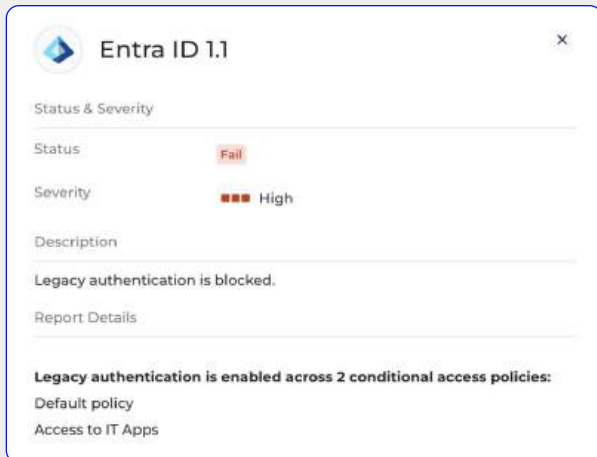 Entra ID 1.1
Status & Severity
Status Fail
Severity High
Description
Legacy authentication is blocked.
Report Details
Legacy authentication is enabled across 2 conditional access policies:
Default policy
Access to IT Apps